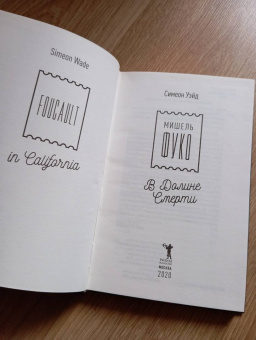 Simeon Wade
FOUCAULT
in California
Симеон Уэйд
МИШЕЛЬ
ФУКО
В Долине
Смерти
МОСКВА
2020